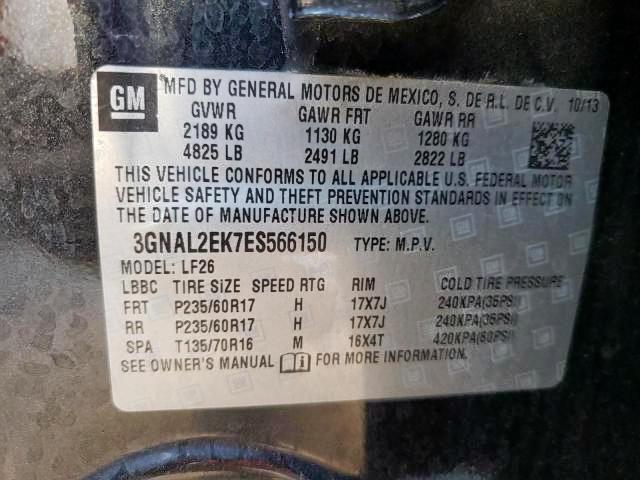 GM
MFD BY GENERAL MOTORS DE MEXICO, S. DE R.L. DE C.V. 10/13
GVWR GAWR FRT GAWR RR
2189 KG 1130 KG 1280 KG
4825 LB 2491 LB 2822 LB
THIS VEHICLE CONFORMS TO ALL APPLICABLE U.S. FEDERAL MOTOR
VEHICLE SAFETY AND THEFT PREVENTION STANDARDS IN EFFECT ON
THE DATE OF MANUFACTURE SHOWN ABOVE.
3GNAL2EK7ES566150 TYPE: M.P.V.
MODEL: LF26
LBBC TIRE SIZE SPEED RTG RIM COLD TIRE PRESSURE
FRT P235/60R17 H 17X7J 240KPA(35PSI)
RR P235/60R17 H 17X7J 240KPA(35PSI)
SPA T135/70R16 M 16X4T 420KPA(60PSI)
SEE OWNER'S MANUAL FOR MORE INFORMATION.